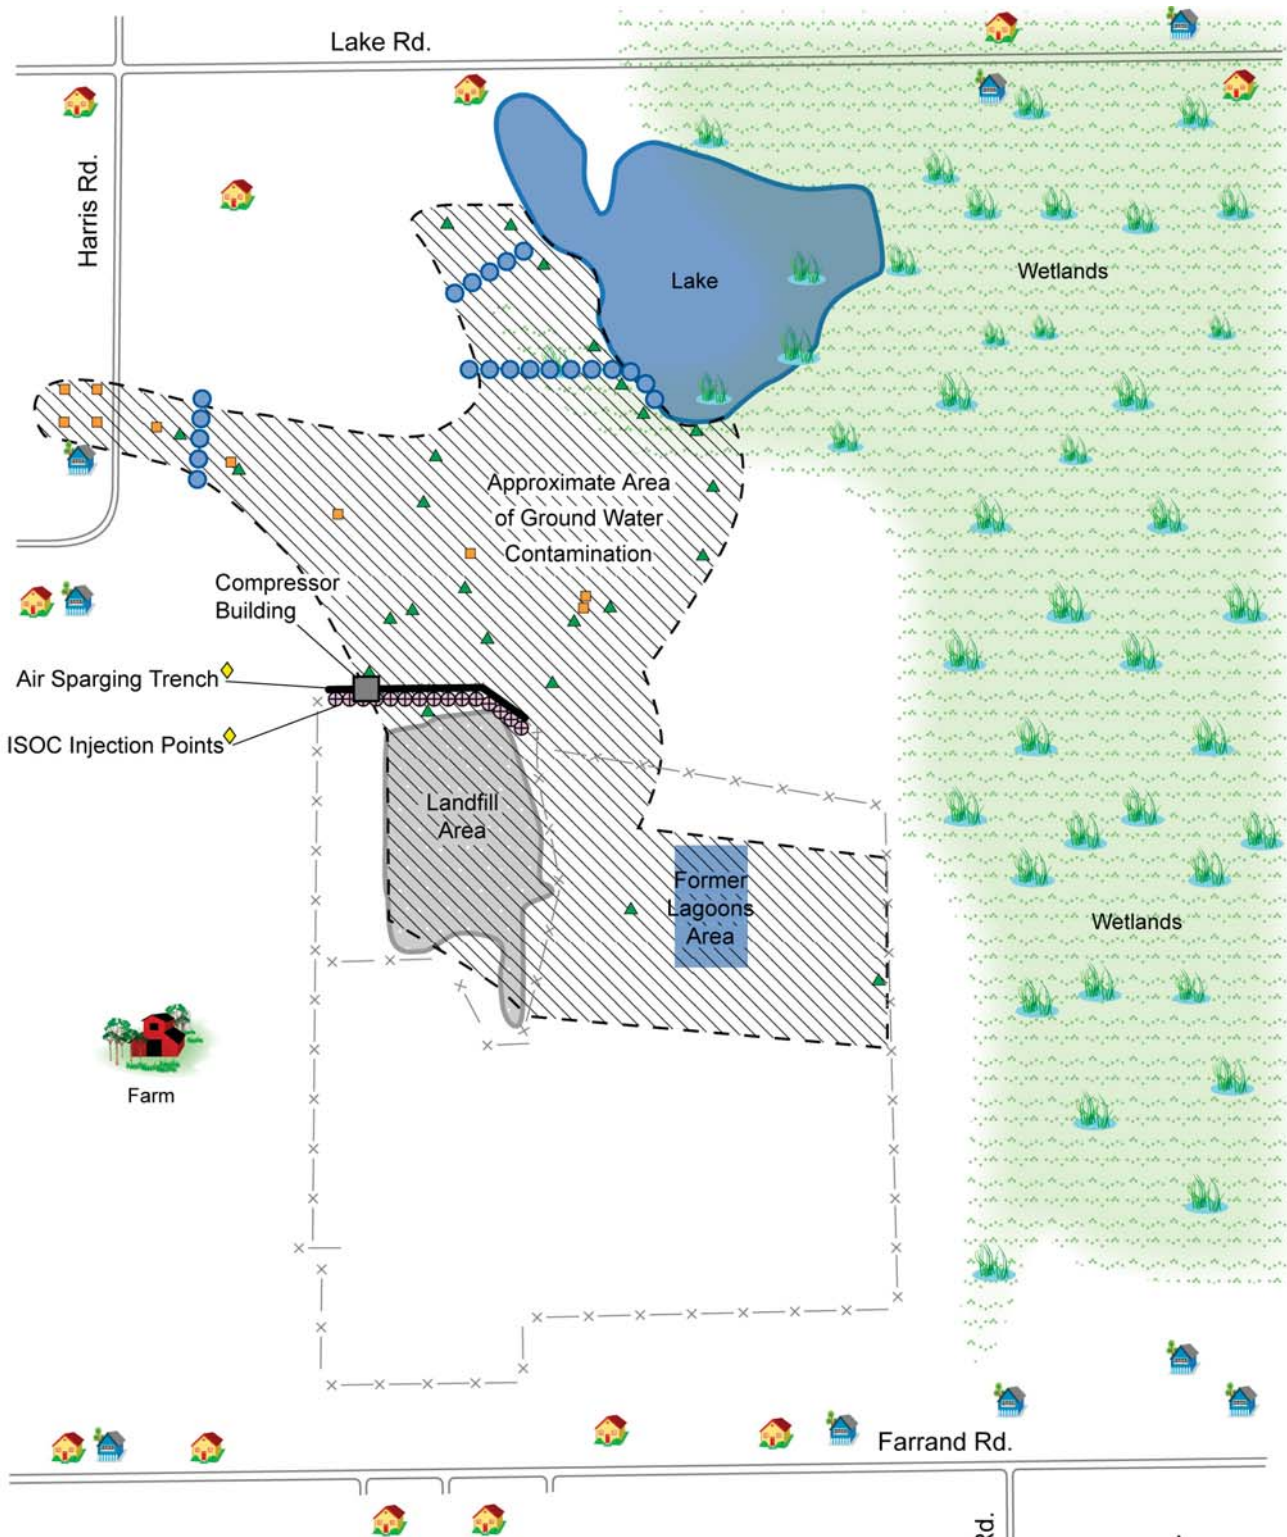 Lake Rd.
Harris Rd.
Lake
Wetlands
Approximate Area
of Ground Water
Contamination
Compressor
Building
Air Sparging Trench
ISOC Injection Points
Landfill
Area
Former
Lagoons
Area
Wetlands
Farm
Farrand Rd.
Rd.